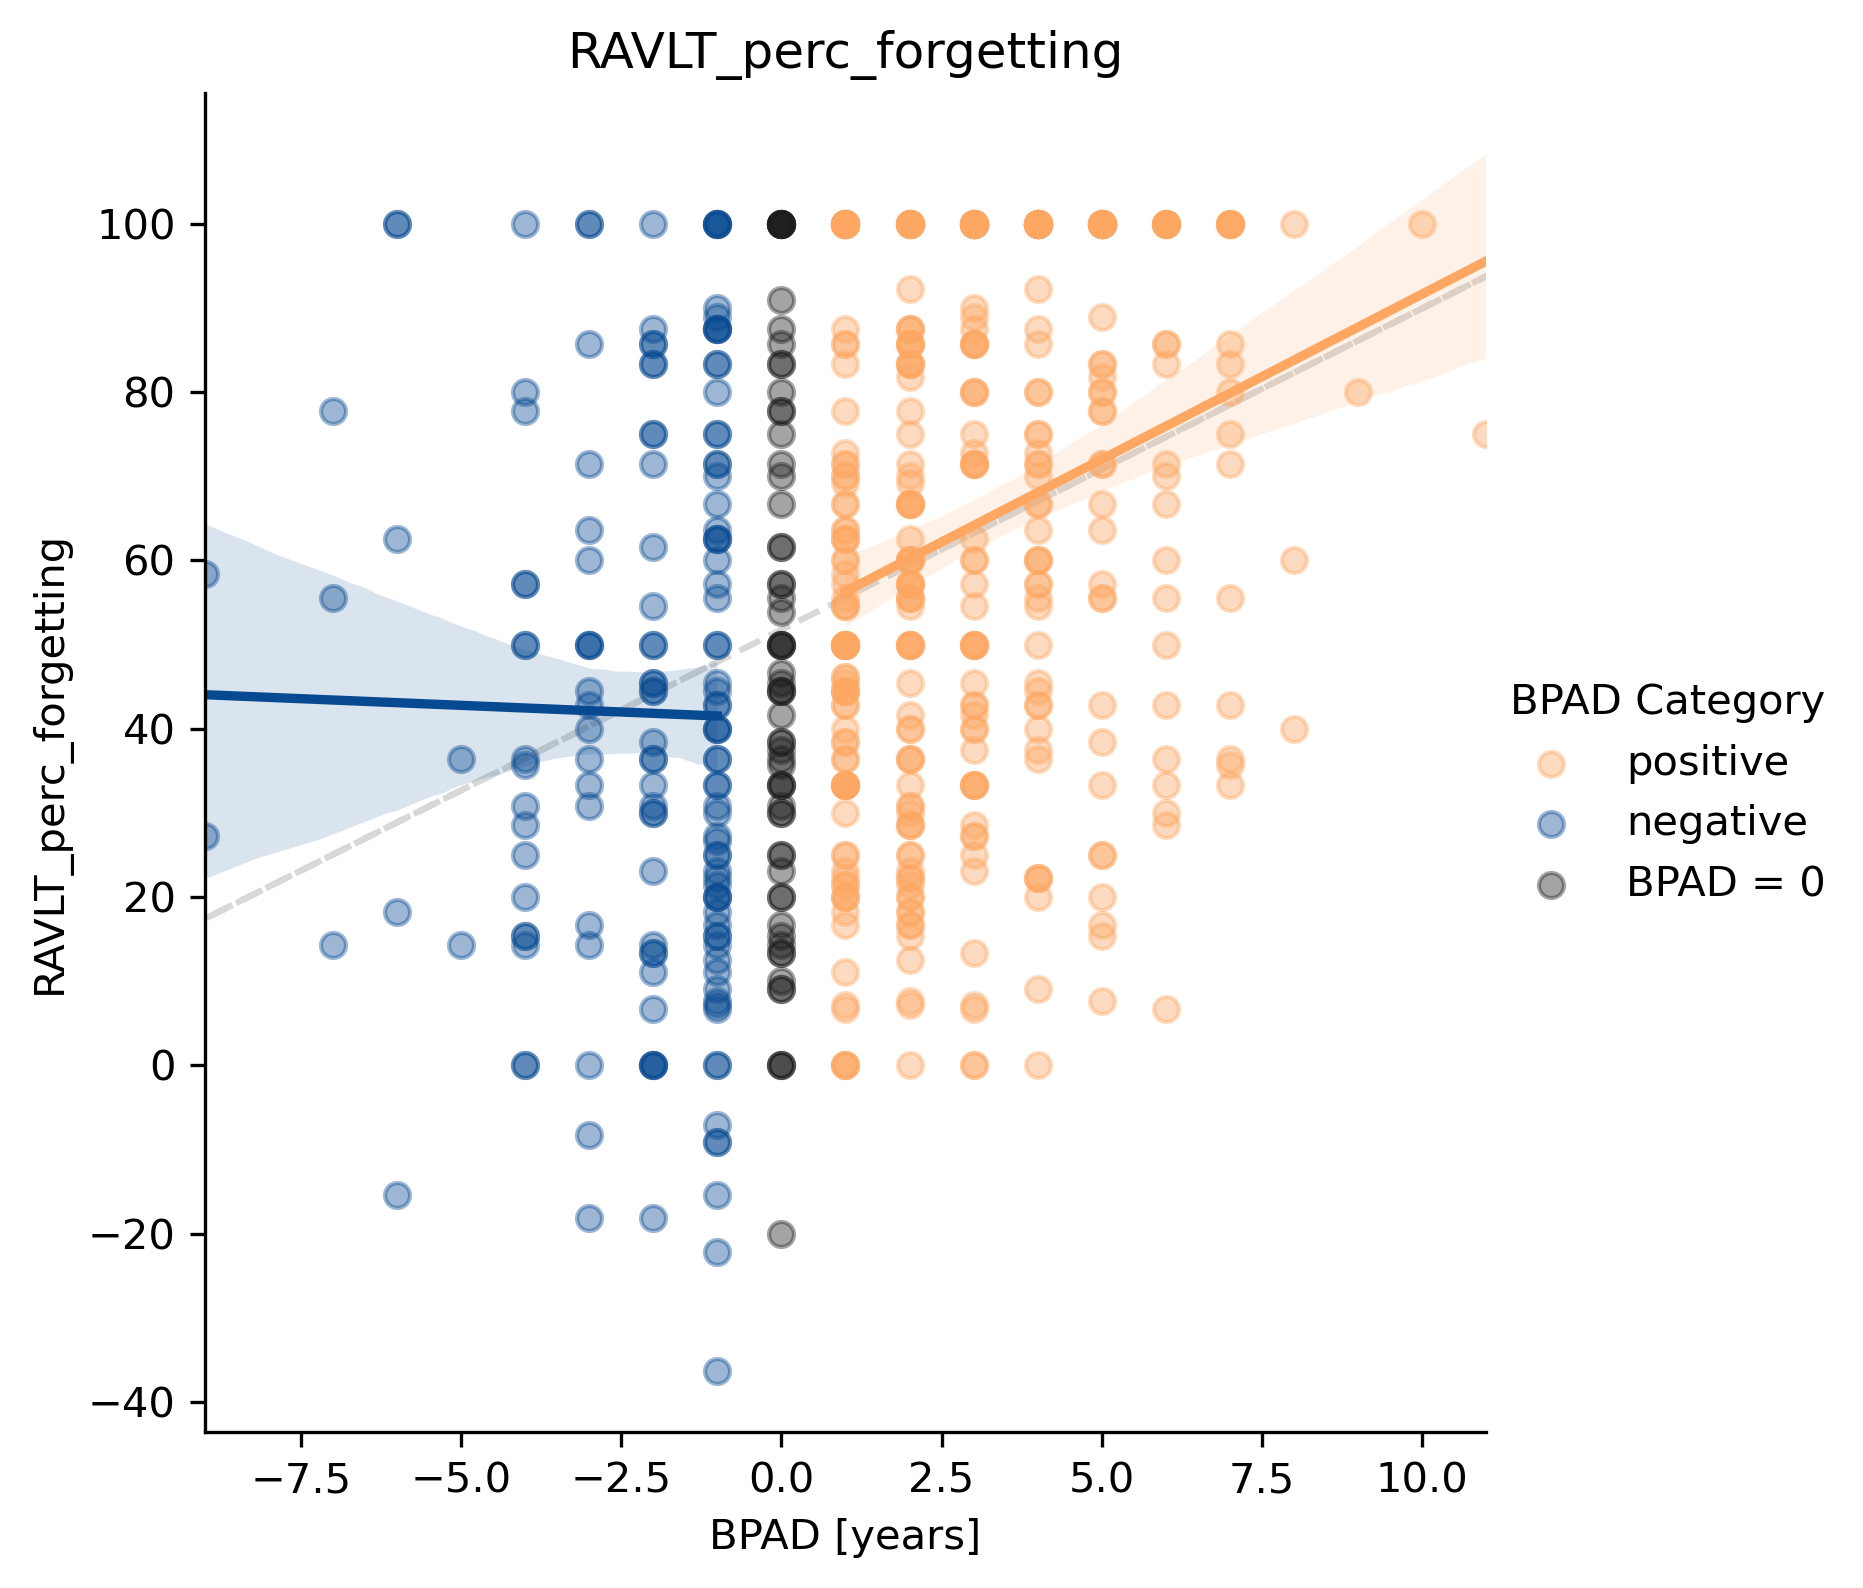 RAVLT_perc_forgetting
RAVLT_perc_forgetting
100
80
60
40
20
0
−20
−40
−7.5 −5.0 −2.5 0.0 2.5 5.0 7.5 10.0
BPAD [years]
BPAD Category
positive
negative
BPAD = 0